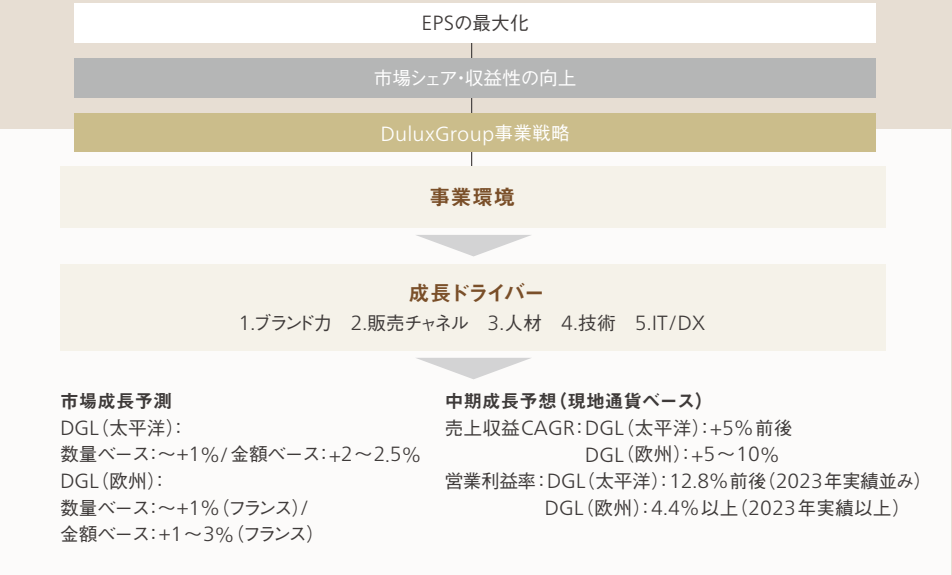 EPSの最大化
市場シェア・収益性の向上
DuluxGroup事業戦略
事業環境
成長ドライバー
1.ブランド力　2.販売チャネル　3.人材　4.技術　5.IT/DX
市場成長予測
DGL（太平洋）：
数量ベース：～+1%/ 金額ベース：+2～2.5%
DGL（欧州）：
数量ベース：～+1%（フランス）/
金額ベース：+1～3%（フランス）
中期成長予想（現地通貨ベース）
売上収益CAGR：DGL（太平洋）：+5%前後
DGL（欧州）：+5～10%
営業利益率：DGL（太平洋）：12.8%前後（2023年実績並み）
DGL（欧州）：4.4%以上（2023年実績以上）